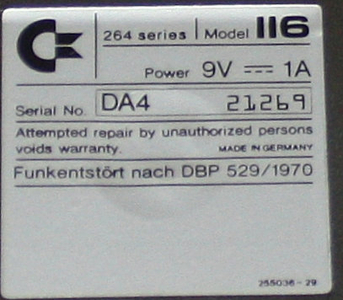 264 series Model 116
Power 9V ⎓ 1A
Serial No. DA4 21269
Attempted repair by unauthorized persons
voids warranty. MADE IN GERMANY
Funkentstört nach DBP 529/1970
255036-29